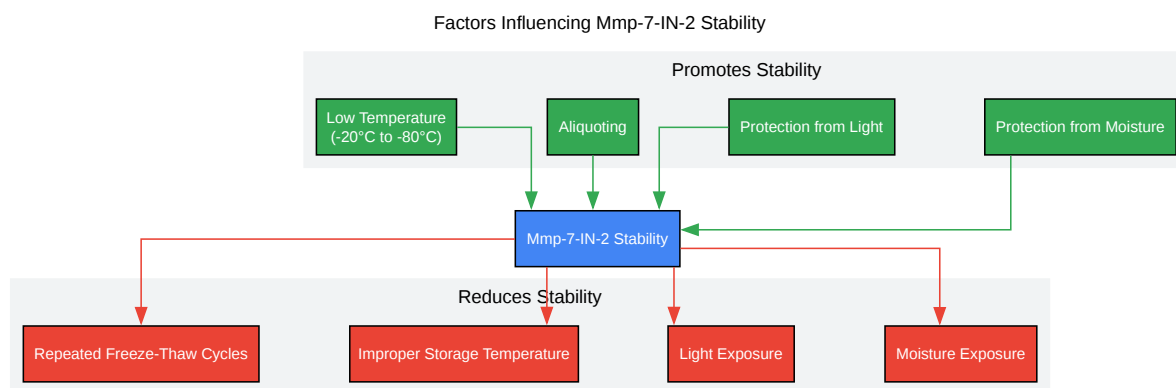 Factors Influencing Mmp-7-IN-2 Stability
Promotes Stability
Low Temperature
(-20°C to -80°C)
Aliquoting
Protection from Light
Protection from Moisture
Mmp-7-IN-2 Stability
Reduces Stability
Repeated Freeze-Thaw Cycles
Improper Storage Temperature
Light Exposure
Moisture Exposure